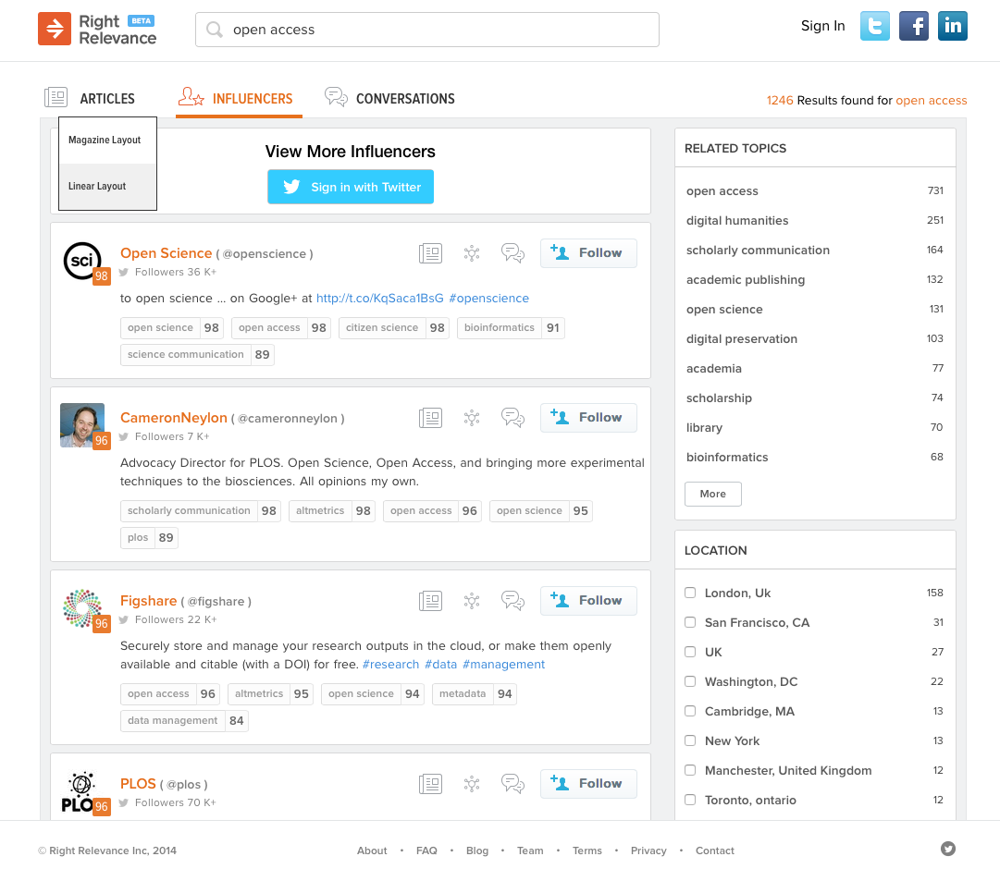 Right BETA
Relevance
open access
Sign In
ARTICLES
INFLUENCERS
CONVERSATIONS
1246 Results found for open access
Magazine Layout
Linear Layout
View More Influencers
Sign in with Twitter
sci
98
Open Science ( @openscience )
Followers 36 K+
Follow
to open science ... on Google+ at http://t.co/KqSaca1BsG #openscience
open science 98 open access 98 citizen science 98 bioinformatics 91
science communication 89
96
CameronNeylon ( @cameronneylon )
Followers 7 K+
Follow
Advocacy Director for PLOS. Open Science, Open Access, and bringing more experimental
techniques to the biosciences. All opinions my own.
scholarly communication 98 altmetrics 98 open access 96 open science 95
plos 89
96
Figshare ( @figshare )
Followers 22 K+
Follow
Securely store and manage your research outputs in the cloud, or make them openly
available and citable (with a DOI) for free. #research #data #management
open access 96 altmetrics 95 open science 94 metadata 94
data management 84
PLO
96
PLOS ( @plos )
Followers 70 K+
Follow
RELATED TOPICS
open access 731
digital humanities 251
scholarly communication 164
academic publishing 132
open science 131
digital preservation 103
academia 77
scholarship 74
library 70
bioinformatics 68
More
LOCATION
London, Uk 158
San Francisco, CA 31
UK 27
Washington, DC 22
Cambridge, MA 13
New York 13
Manchester, United Kingdom 12
Toronto, ontario 12
© Right Relevance Inc, 2014
About • FAQ • Blog • Team • Terms • Privacy • Contact